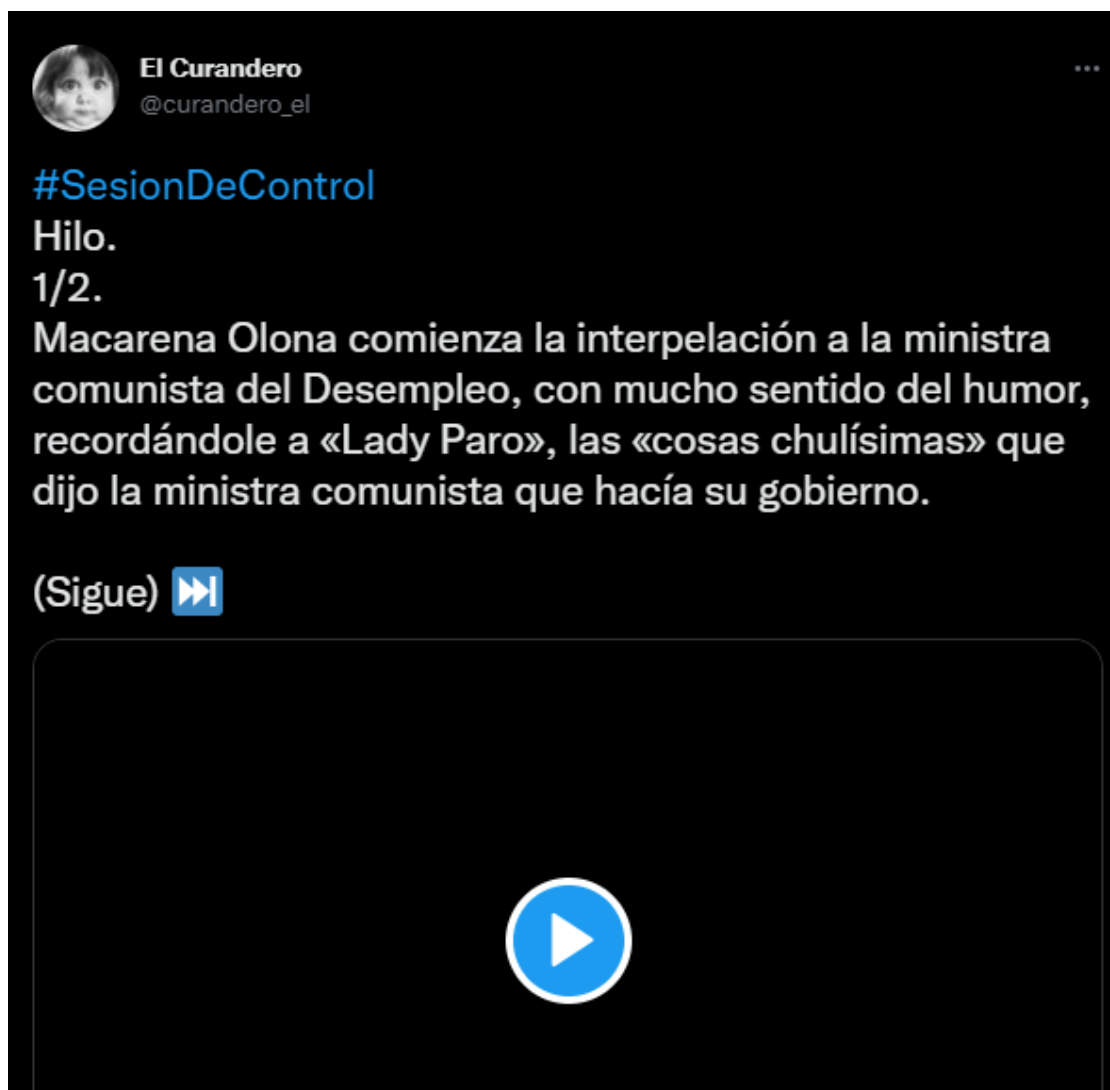 El Curandero
@curandero_el
#SesionDeControl
Hilo.
1/2.
Macarena Olona comienza la interpelación a la ministra
comunista del Desempleo, con mucho sentido del humor,
recordándole a «Lady Paro», las «cosas chulísimas» que
dijo la ministra comunista que hacía su gobierno.
(Sigue) ⏭